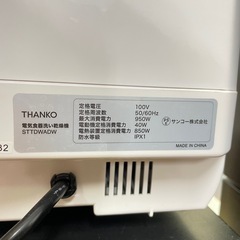 THANKO
電気食器洗い乾燥機
STTDWADW
定格電圧 100V
定格周波数 50/60Hz
最大消費電力 950W
電動機定格消費電力 40W
電熱装置定格消費電力 850W
防水等級 IPX1
サンコー株式会社
MADE IN CHINA
32